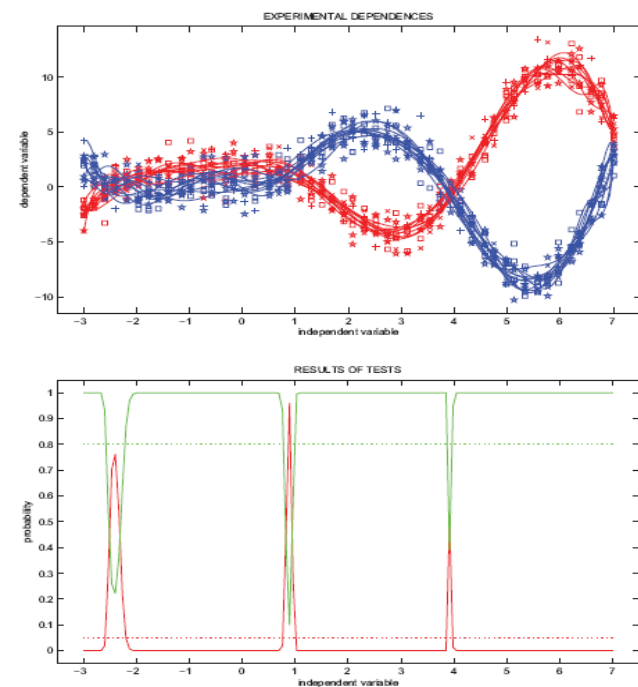 EXPERIMENTAL DEPENDENCES
dependent variable
10
5
0
−5
−10
−3 −2 −1 0 1 2 3 4 5 6 7
independent variable
RESULTS OF TESTS
probability
1
0.9
0.8
0.7
0.6
0.5
0.4
0.3
0.2
0.1
0
−3 −2 −1 0 1 2 3 4 5 6 7
independent variable